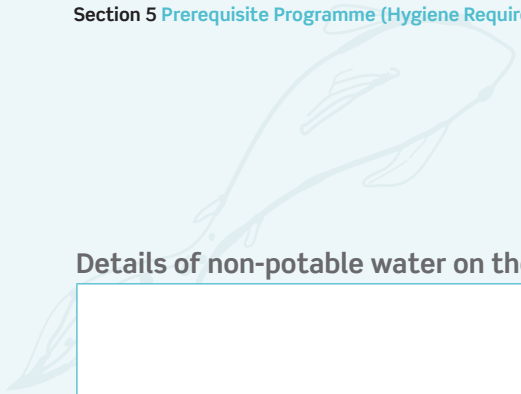 Section 5 Prerequisite Programme (Hygiene
Details of non-potable water on